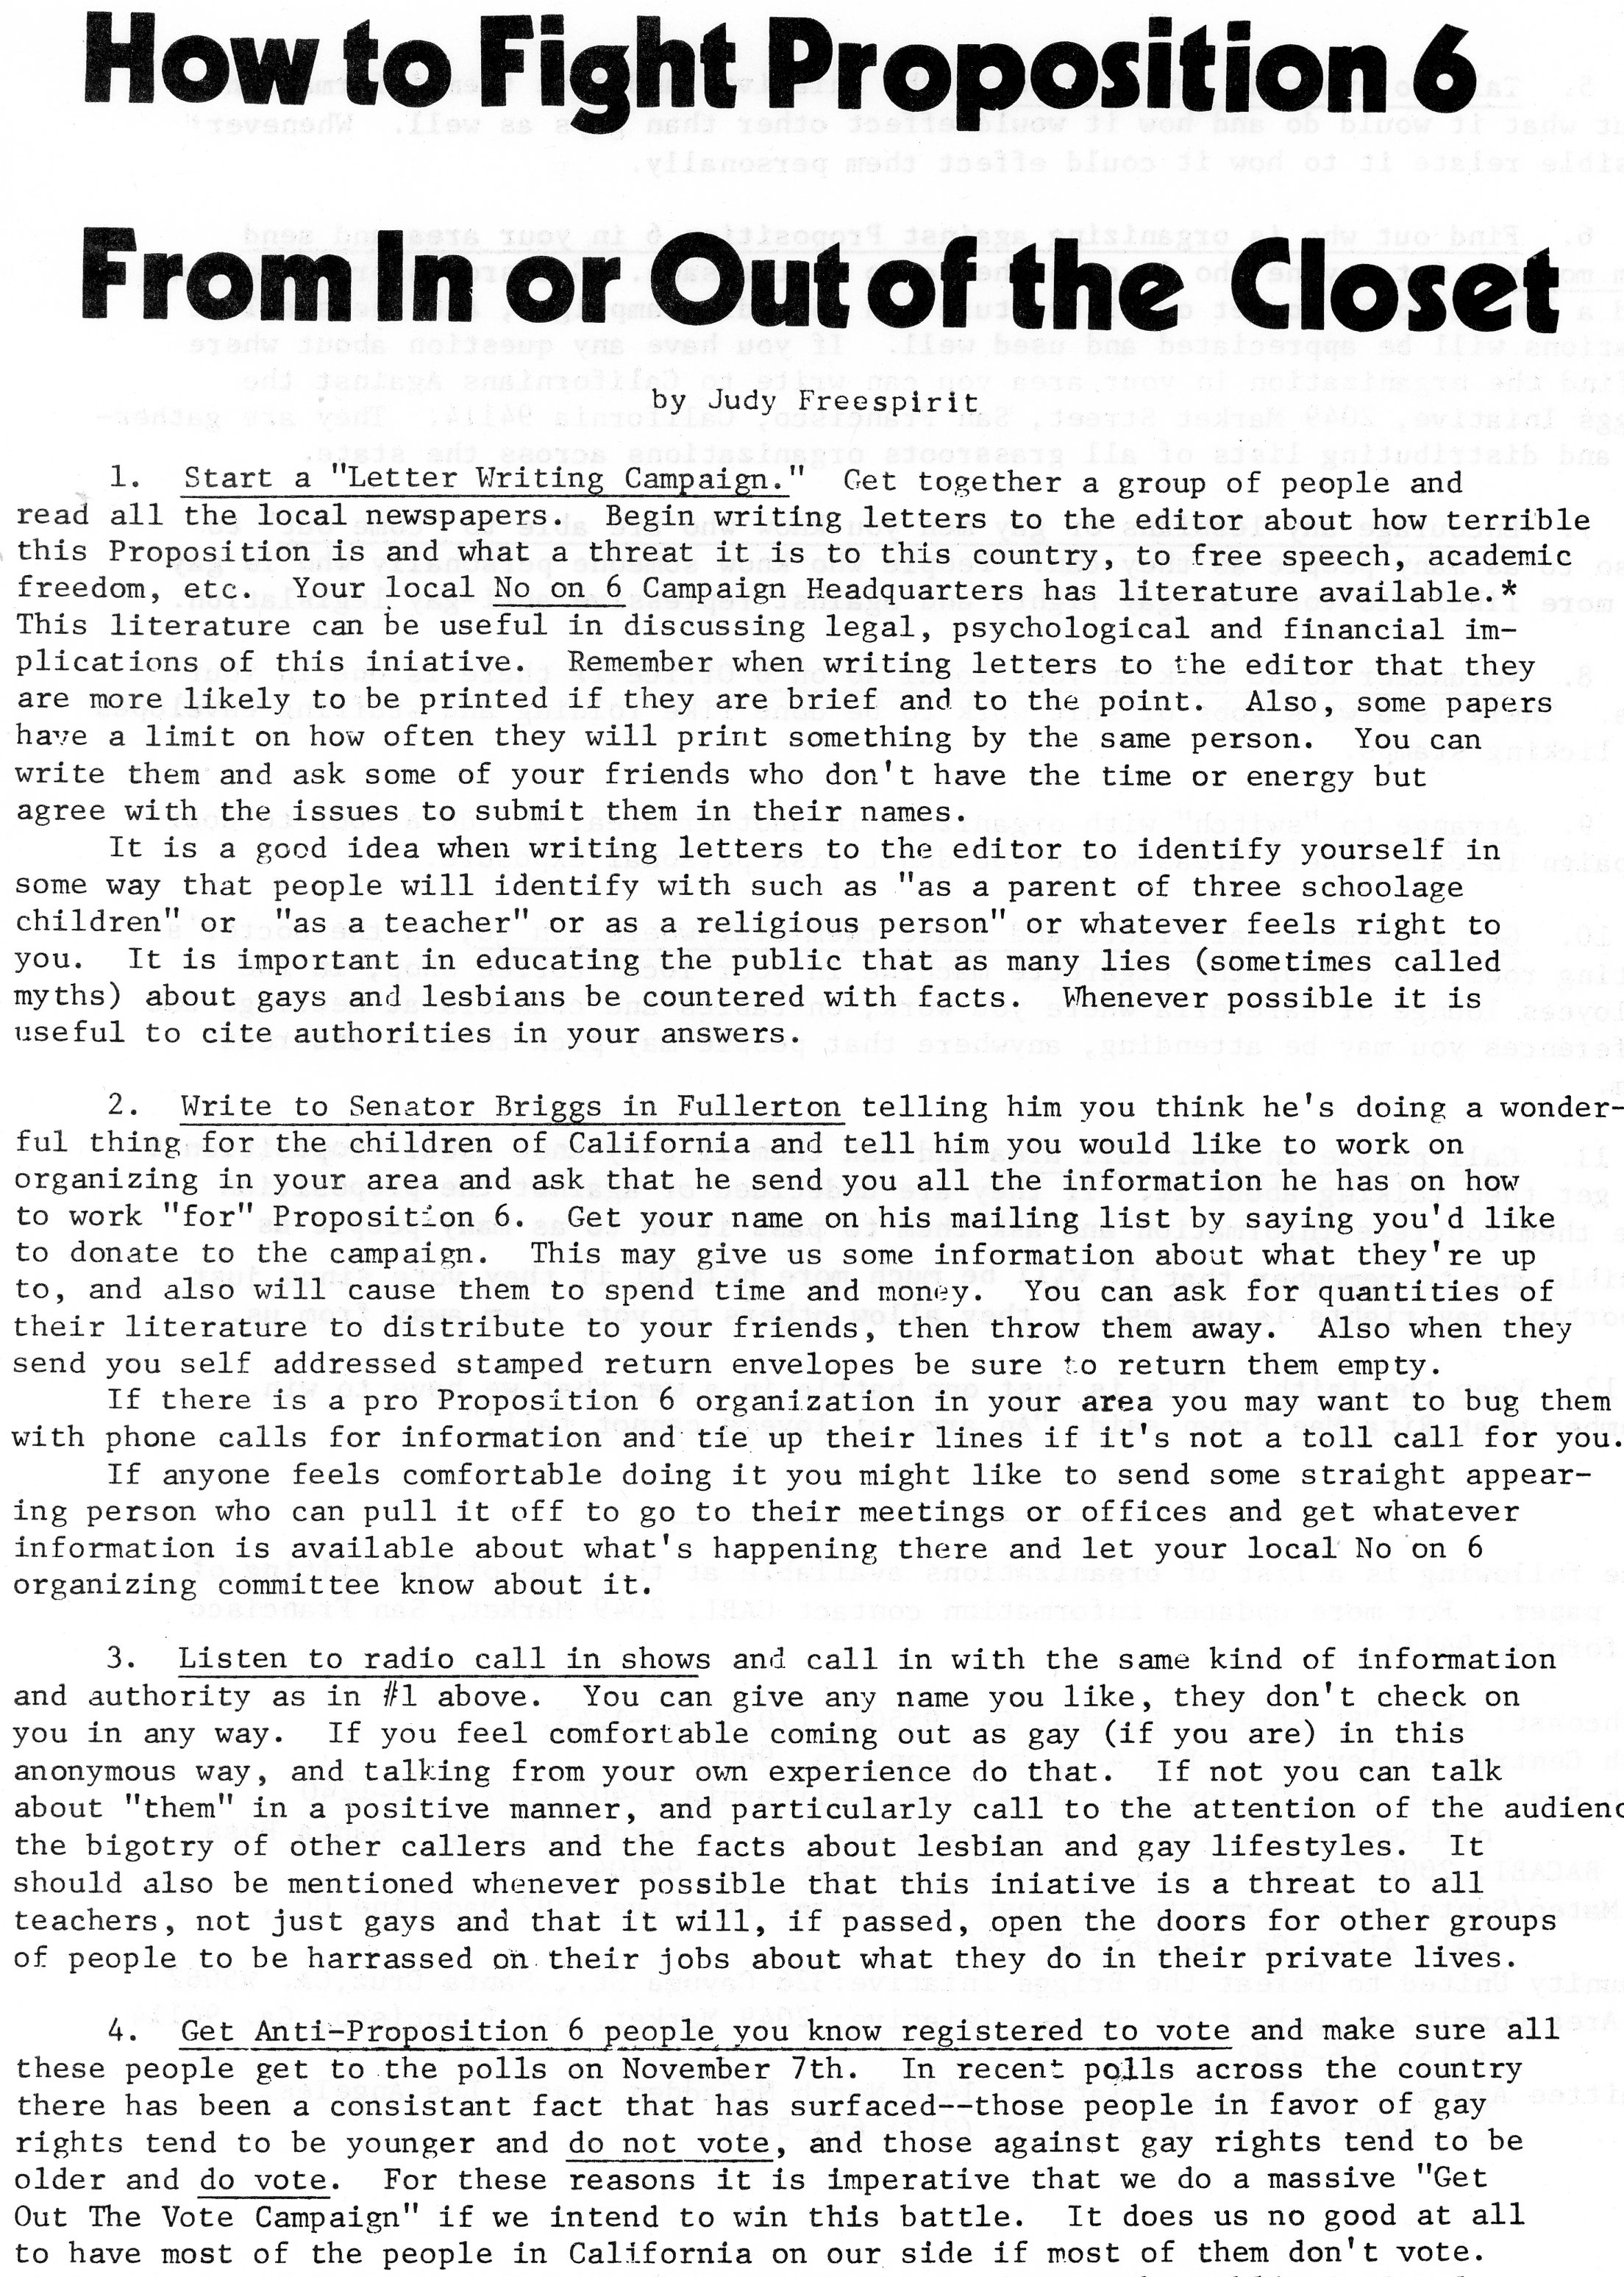 How to Fight Proposition 6
From In or Out of the Closet
by Judy Freespirit
1. Start a "Letter Writing Campaign." Get together a group of people and
read all the local newspapers. Begin writing letters to the editor about how terrible
this Proposition is and what a threat it is to this country, to free speech, academic
freedom, etc. Your local No on 6 Campaign Headquarters has literature available.*
This literature can be useful in discussing legal, psychological and financial im-
plications of this iniative. Remember when writing letters to the editor that they
are more likely to be printed if they are brief and to the point. Also, some papers
have a limit on how often they will print something by the same person. You can
write them and ask some of your friends who don't have the time or energy but
agree with the issues to submit them in their names.
It is a good idea when writing letters to the editor to identify yourself in
some way that people will identify with such as "as a parent of three schoolage
children" or "as a teacher" or as a religious person" or whatever feels right to
you. It is important in educating the public that as many lies (sometimes called
myths) about gays and lesbians be countered with facts. Whenever possible it is
useful to cite authorities in your answers.
2. Write to Senator Briggs in Fullerton telling him you think he's doing a wonder-
ful thing for the children of California and tell him you would like to work on
organizing in your area and ask that he send you all the information he has on how
to work "for" Proposition 6. Get your name on his mailing list by saying you'd like
to donate to the campaign. This may give us some information about what they're up
to, and also will cause them to spend time and money. You can ask for quantities of
their literature to distribute to your friends, then throw them away. Also when they
send you self addressed stamped return envelopes be sure to return them empty.
If there is a pro Proposition 6 organization in your area you may want to bug them
with phone calls for information and tie up their lines if it's not a toll call for you.
If anyone feels comfortable doing it you might like to send some straight appear-
ing person who can pull it off to go to their meetings or offices and get whatever
information is available about what's happening there and let your local No on 6
organizing committee know about it.
3. Listen to radio call in shows and call in with the same kind of information
and authority as in #1 above. You can give any name you like, they don't check on
you in any way. If you feel comfortable coming out as gay (if you are) in this
anonymous way, and talking from your own experience do that. If not you can talk
about "them" in a positive manner, and particularly call to the attention of the audienc
the bigotry of other callers and the facts about lesbian and gay lifestyles. It
should also be mentioned whenever possible that this iniative is a threat to all
teachers, not just gays and that it will, if passed, open the doors for other groups
of people to be harrassed on their jobs about what they do in their private lives.
4. Get Anti-Proposition 6 people you know registered to vote and make sure all
these people get to the polls on November 7th. In recent polls across the country
there has been a consistant fact that has surfaced--those people in favor of gay
rights tend to be younger and do not vote, and those against gay rights tend to be
older and do vote. For these reasons it is imperative that we do a massive "Get
Out The Vote Campaign" if we intend to win this battle. It does us no good at all
to have most of the people in California on our side if most of them don't vote.